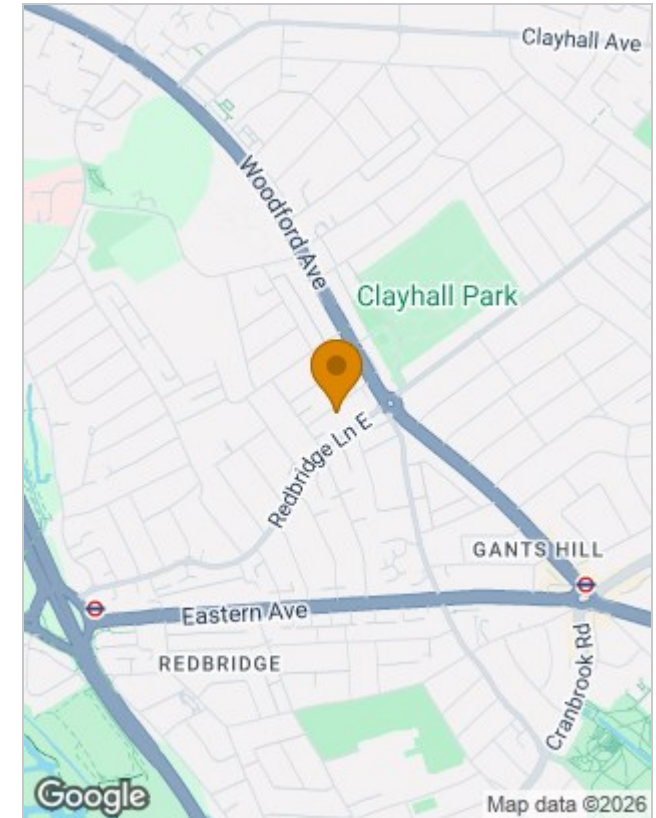 Clayhall Ave
Woodford Ave
Clayhall Park
Redbridge Ln E
GANTS HILL
Eastern Ave
REDBRIDGE
Cranbrook Rd
Google
Map data ©2026